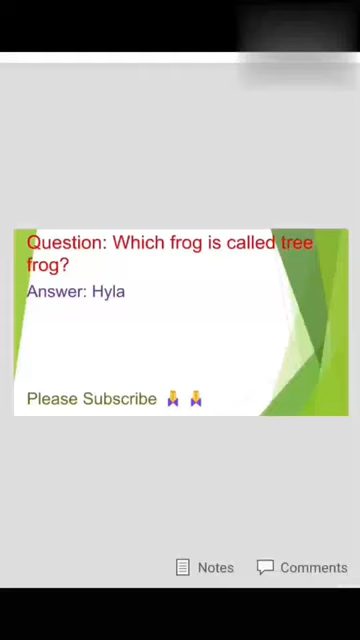 Question: Which frog is called tree
frog?
Answer: Hyla
Please Subscribe
Notes
Comments